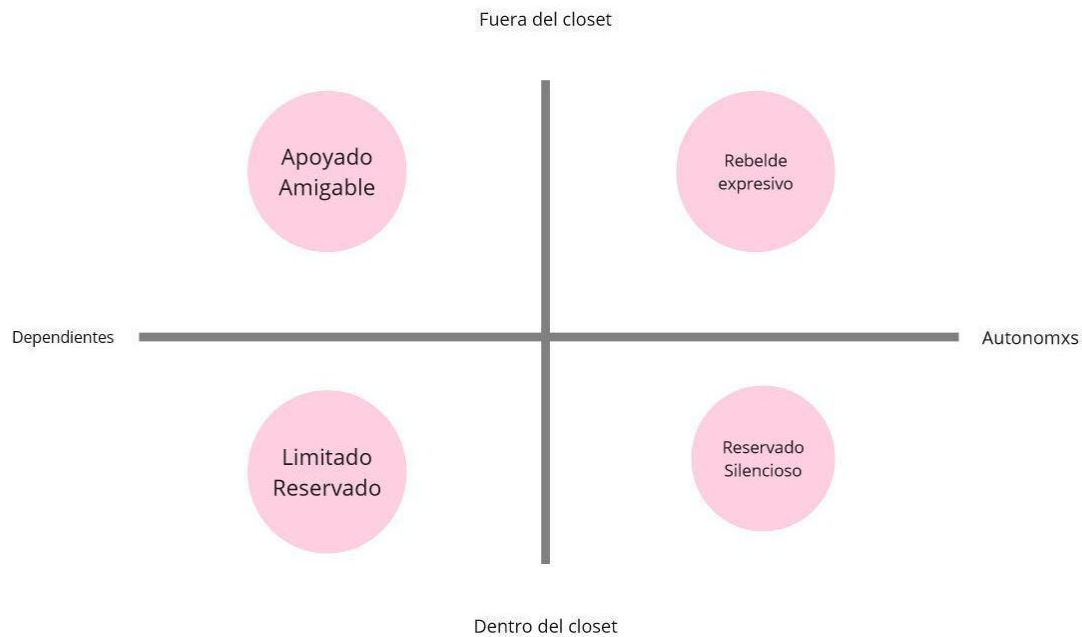 Fuera del closet
Apoyado
Amigable
Rebelde
expresivo
Dependientes
Autonomxs
Limitado
Reservado
Reservado
Silencioso
Dentro del closet